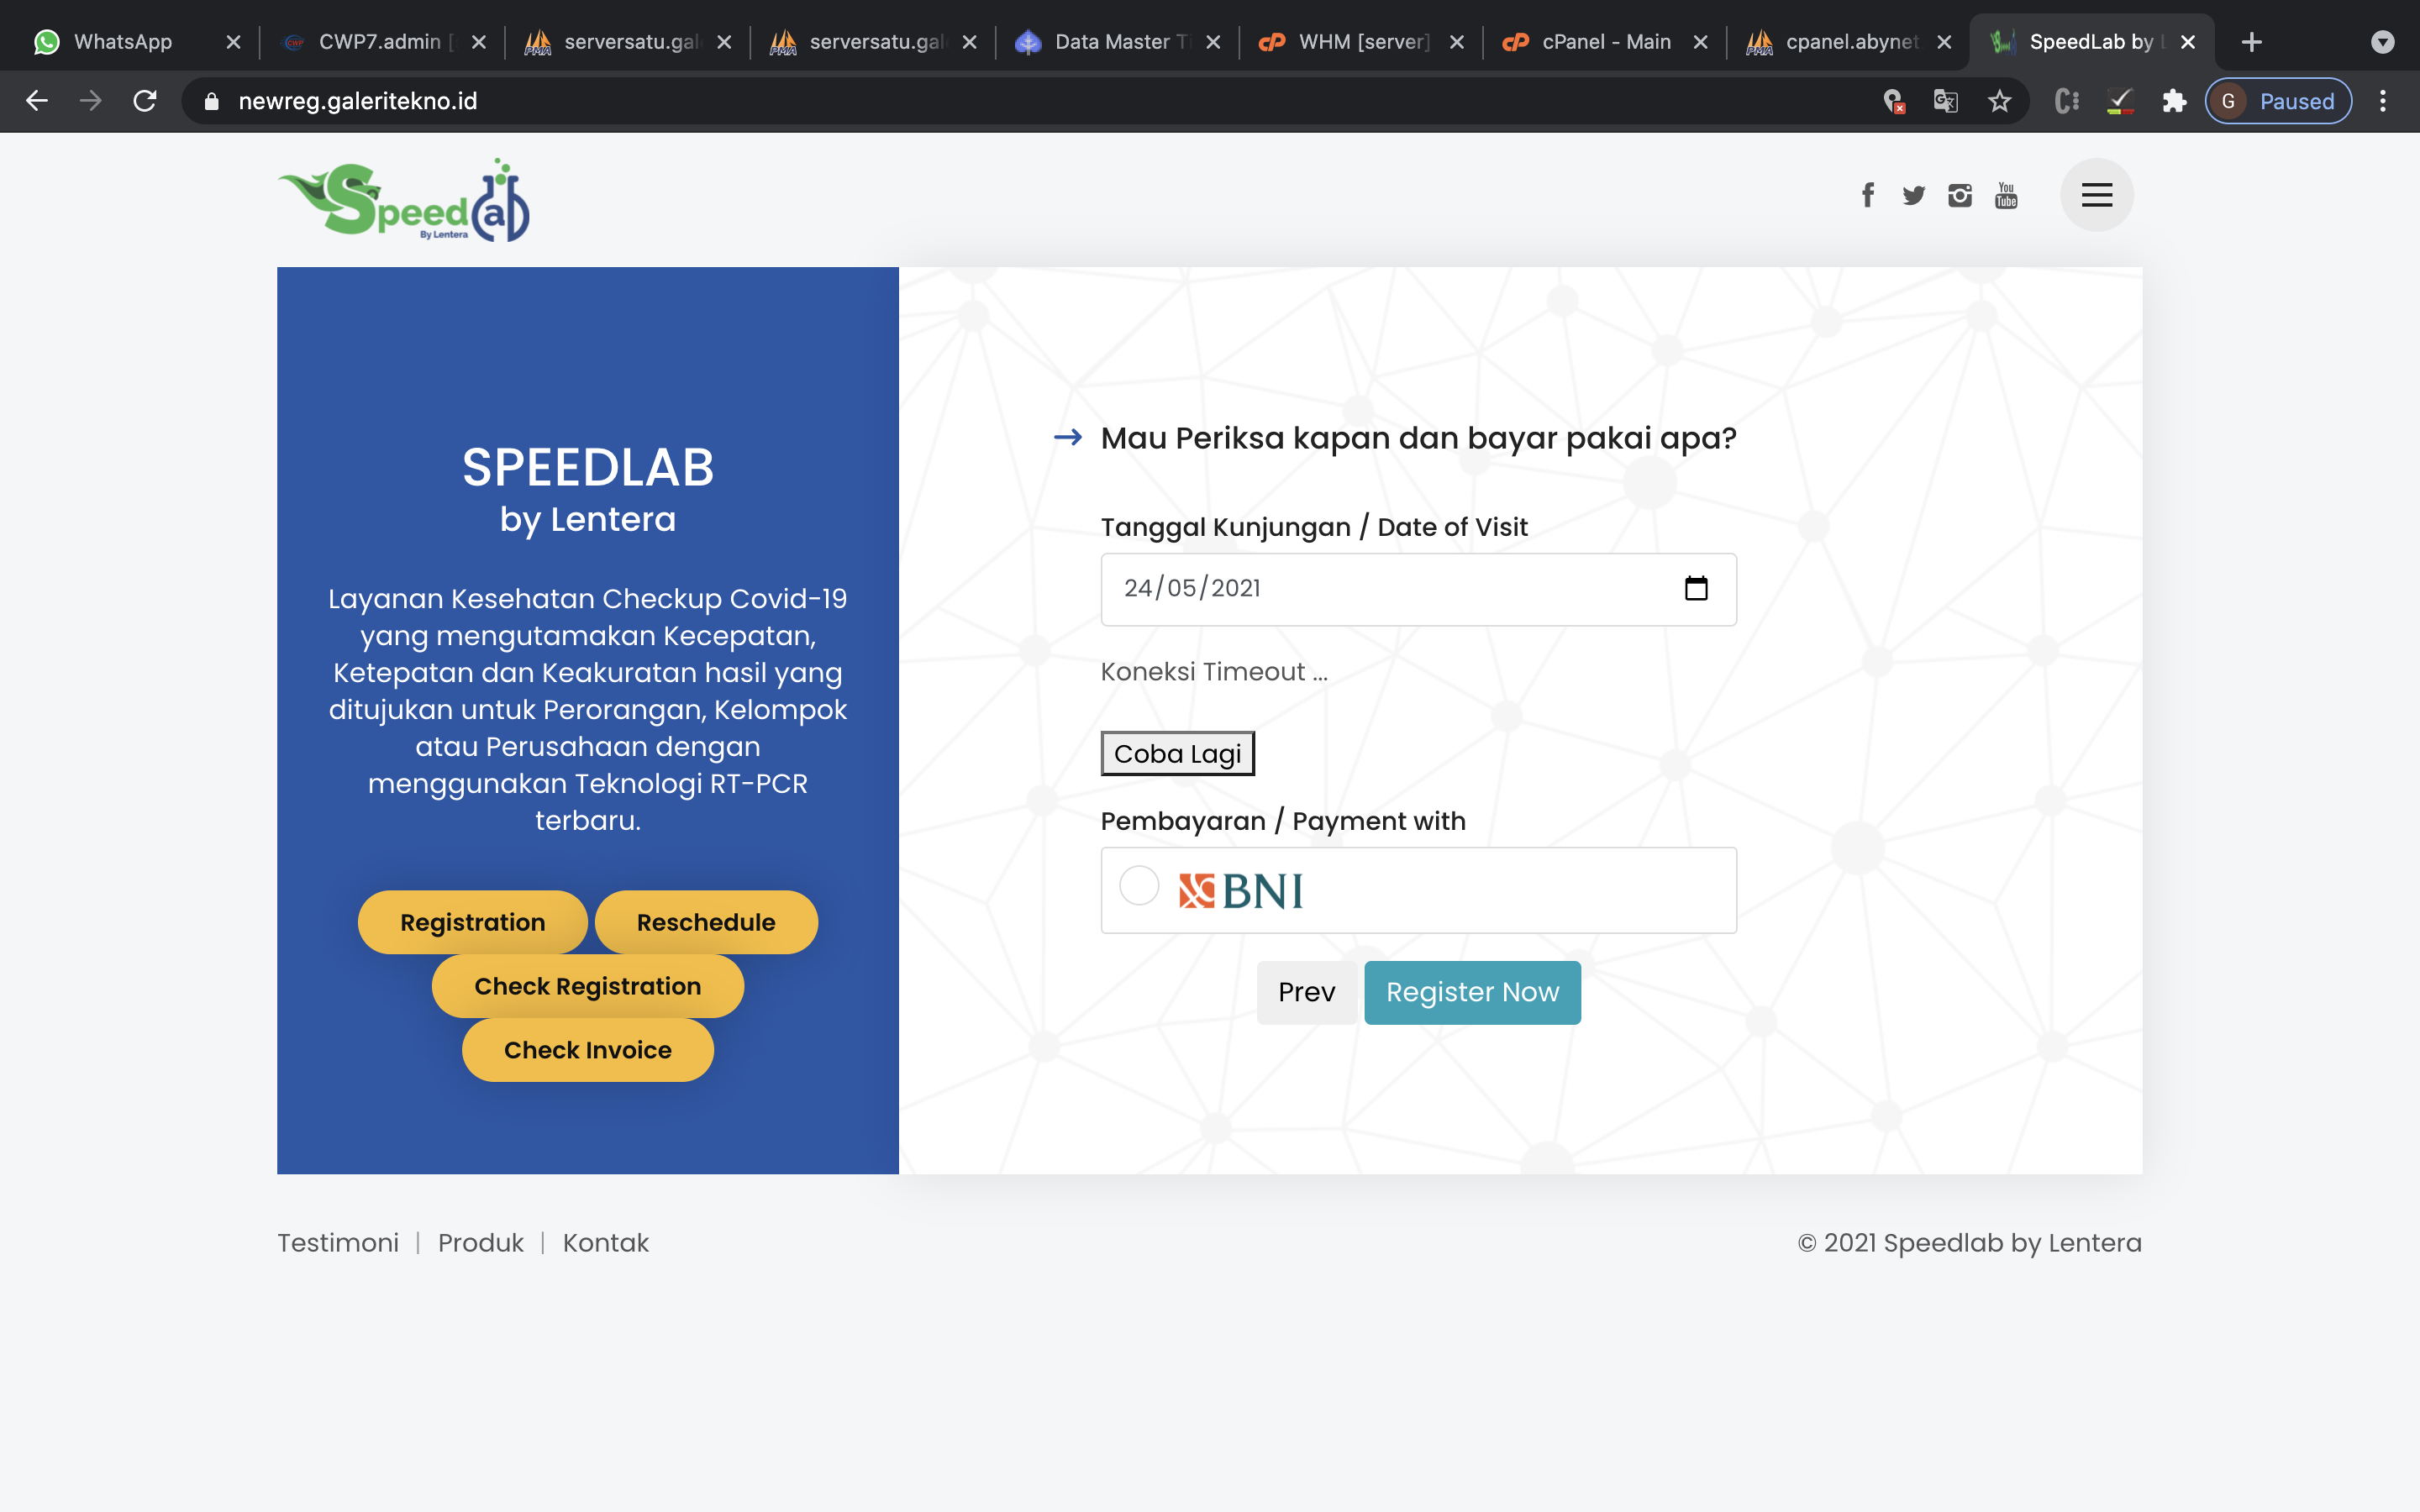 WhatsApp
CWP7.admin [
serversatu.gal
serversatu.gal
Data Master T
WHM [server]
cPanel - Main
cpanel.abynet
SpeedLab by L
newreg.galeritekno.id
G Paused
SpeedLab
By Lentera
You Tube
SPEEDLAB
by Lentera
Layanan Kesehatan Checkup Covid-19
yang mengutamakan Kecepatan,
Ketepatan dan Keakuratan hasil yang
ditujukan untuk Perorangan, Kelompok
atau Perusahaan dengan
menggunakan Teknologi RT-PCR
terbaru.
Registration Reschedule
Check Registration
Check Invoice
Mau Periksa kapan dan bayar pakai apa?
Tanggal Kunjungan / Date of Visit
24/05/2021
Koneksi Timeout ...
Coba Lagi
Pembayaran / Payment with
BNI
Prev Register Now
Testimoni | Produk | Kontak
© 2021 Speedlab by Lentera